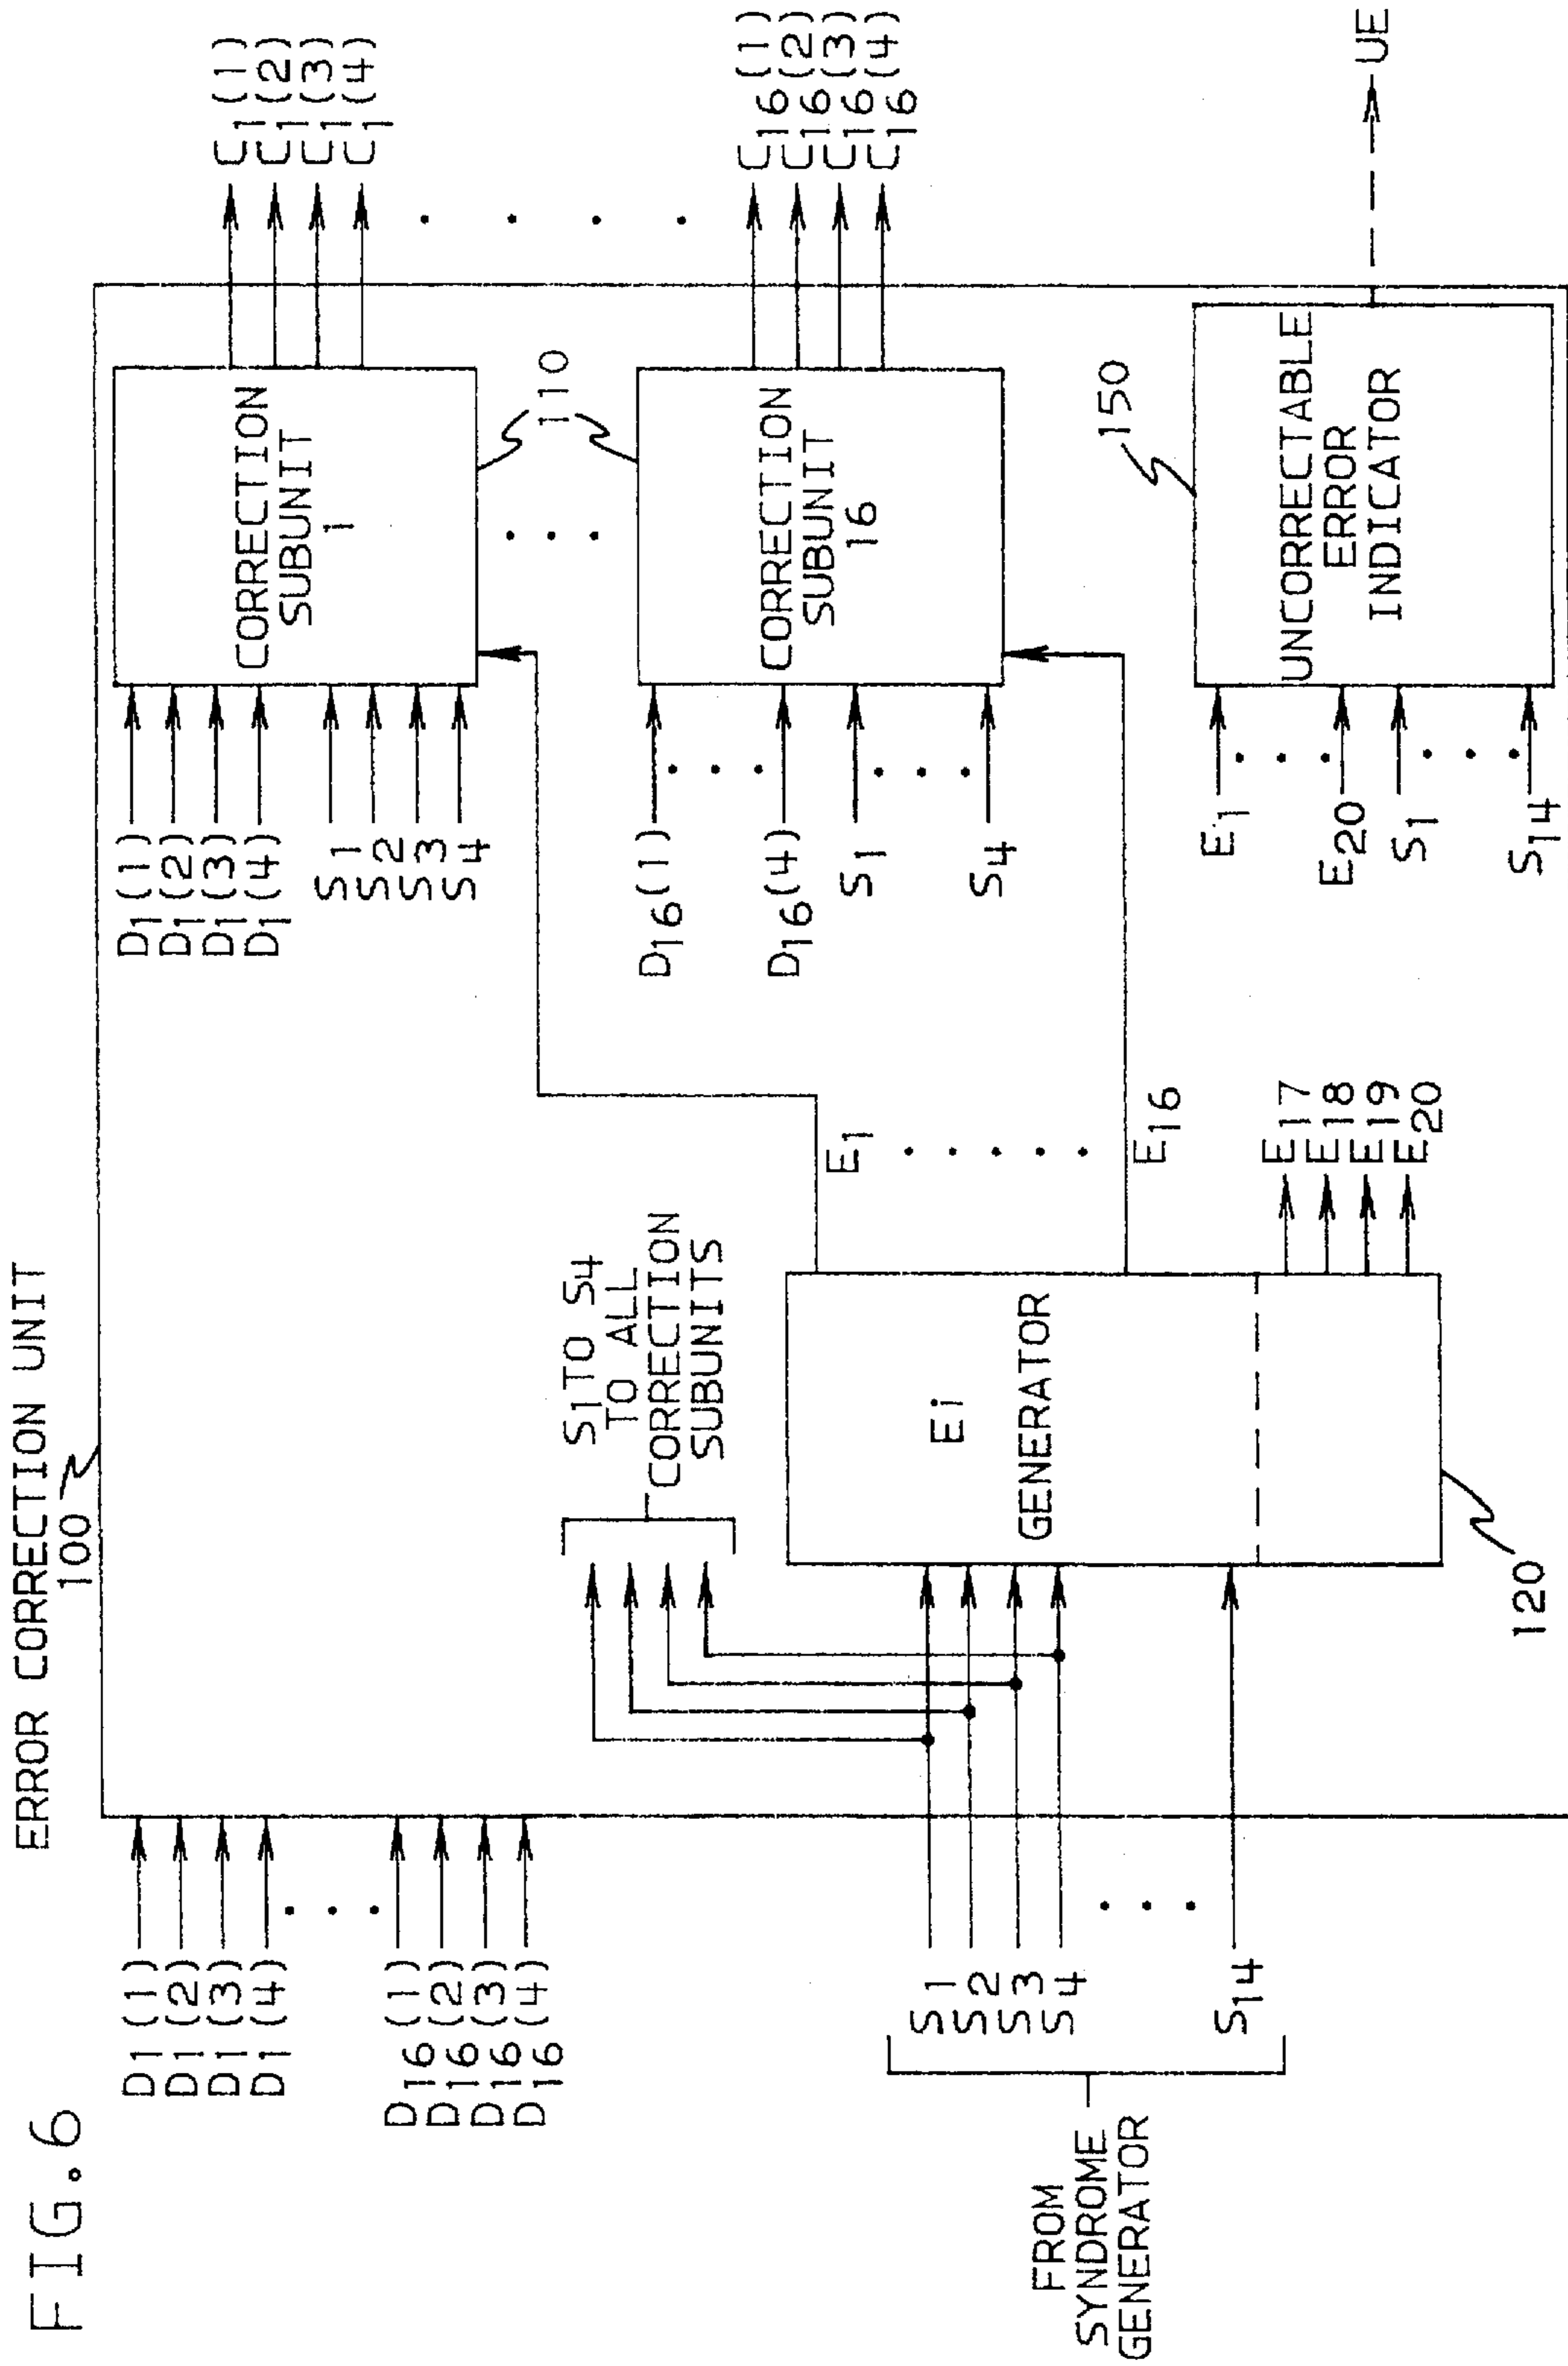 FIG.6
ERROR CORRECTION UNIT
100
D1(1)
D1(2)
D1(3)
D1(4)
D16(1)
D16(2)
D16(3)
D16(4)
FROM
SYNDROME
GENERATOR
S1
S2
S3
S4
S14
S1 TO S4
TO ALL
CORRECTION
SUBUNITS
Ei
GENERATOR
120
E1
E16
E17
E18
E19
E20
D1(1)
D1(2)
D1(3)
D1(4)
S1
S2
S3
S4
CORRECTION
SUBUNIT
1
C1(1)
C1(2)
C1(3)
C1(4)
110
D16(1)
D16(4)
S1
S4
CORRECTION
SUBUNIT
16
C16(1)
C16(2)
C16(3)
C16(4)
E1
E20
S1
S14
150
UNCORRECTABLE
ERROR
INDICATOR
UE